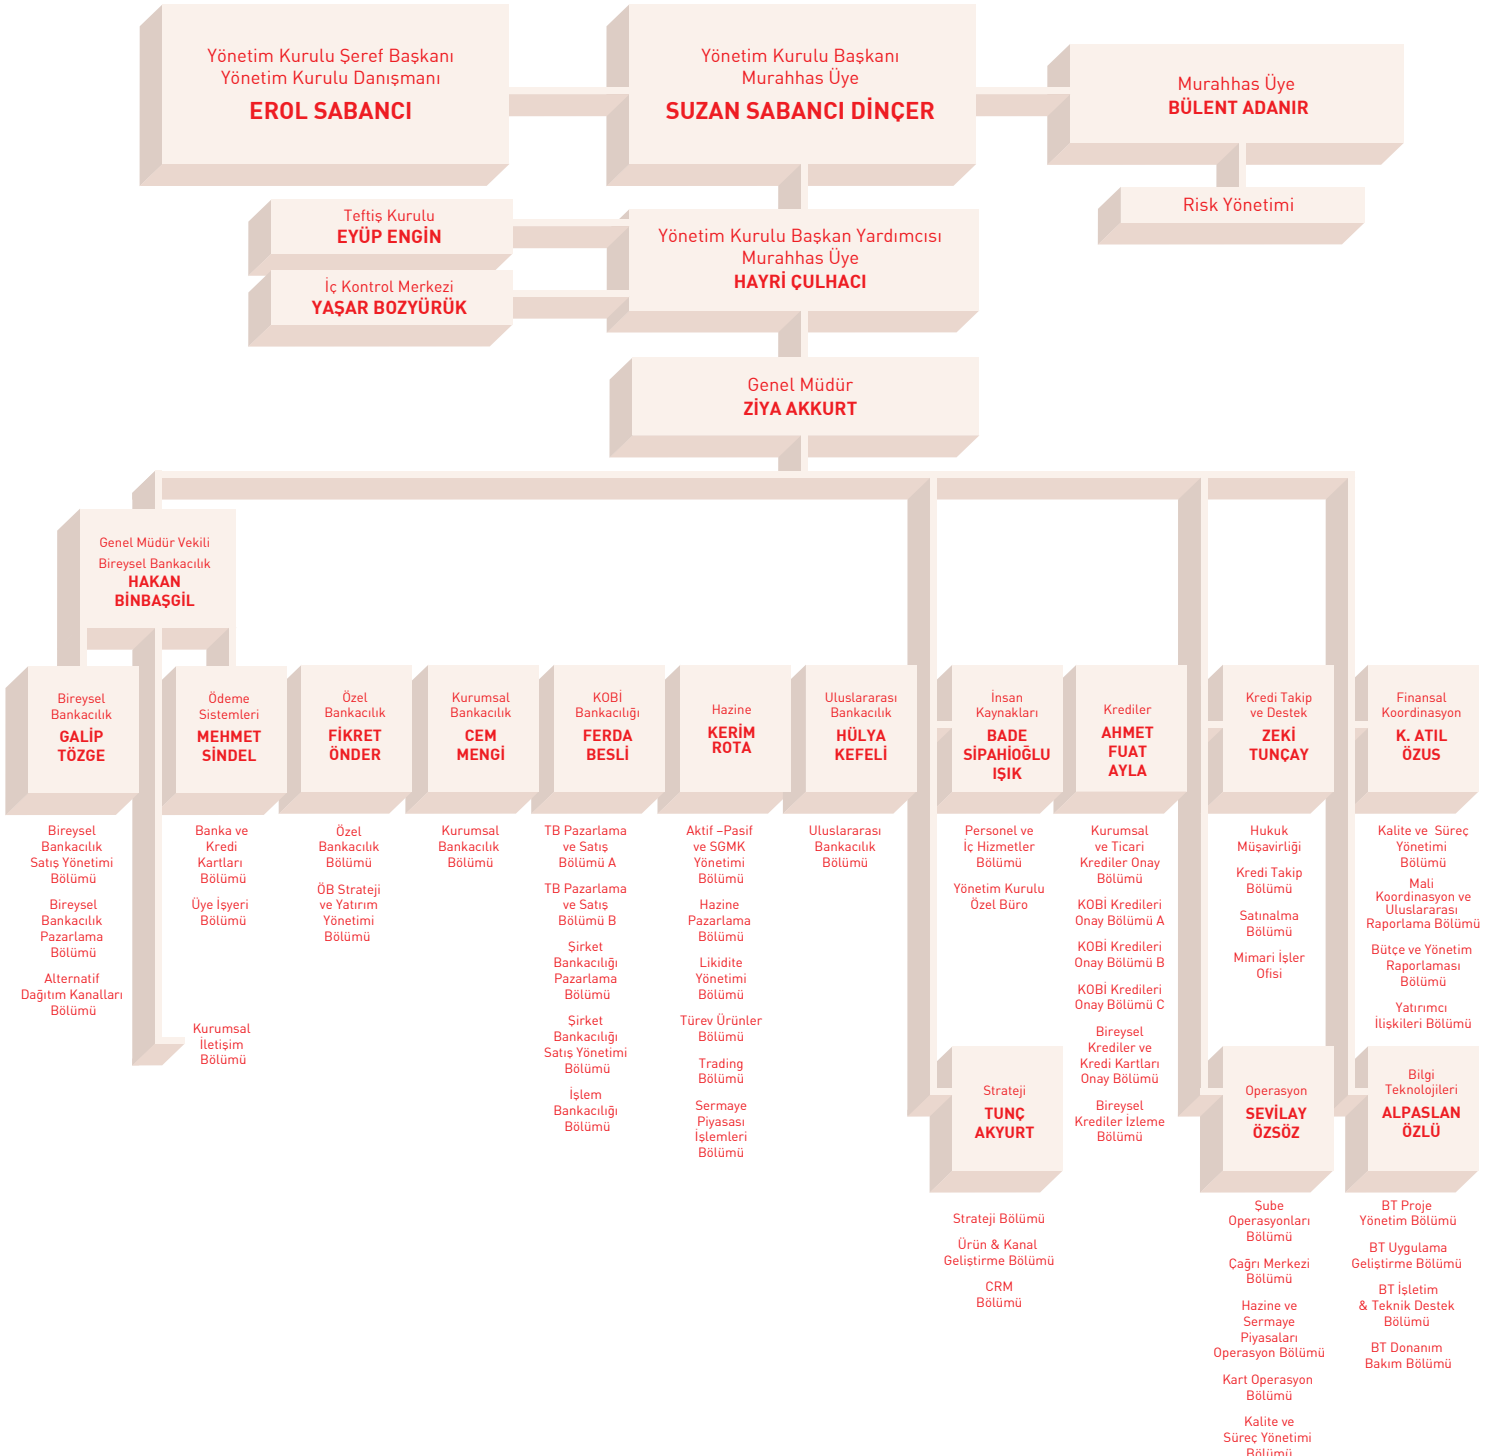 Yönetim Kurulu Şeref Başkanı
Yönetim Kurulu Danışmanı
EROL SABANCI
Yönetim Kurulu Başkanı
Murahhas Üye
SUZAN SABANCI DİNÇER
Murahhas Üye
BÜLENT ADANIR
Risk Yönetimi
Teftiş Kurulu
EYÜP ENGİN
İç Kontrol Merkezi
YAŞAR BOZYÜRÜK
Yönetim Kurulu Başkan Yardımcısı
Murahhas Üye
HAYRİ ÇULHACI
Genel Müdür
ZİYA AKKURT
Genel Müdür Vekili
Bireysel Bankacılık
HAKAN
BİNBAŞGİL
Bireysel
Bankacılık
GALİP
TÖZGE
Bireysel
Bankacılık
Satış Yönetimi
Bölümü
Bireysel
Bankacılık
Pazarlama
Bölümü
Alternatif
Dağıtım Kanalları
Bölümü
Ödeme
Sistemleri
MEHMET
SİNDEL
Banka ve
Kredi
Kartları
Bölümü
Üye İşyeri
Bölümü
Kurumsal
İletişim
Bölümü
Özel
Bankacılık
FİKRET
ÖNDER
Özel
Bankacılık
Bölümü
ÖB Strateji
ve Yatırım
Yönetimi
Bölümü
Kurumsal
Bankacılık
CEM
MENGİ
Kurumsal
Bankacılık
Bölümü
KOBİ
Bankacılığı
FERDA
BESLİ
TB Pazarlama
ve Satış
Bölümü A
TB Pazarlama
ve Satış
Bölümü B
Şirket
Bankacılığı
Pazarlama
Bölümü
Şirket
Bankacılığı
Satış Yönetimi
Bölümü
İşlem
Bankacılığı
Bölümü
Hazine
KERİM
ROTA
Aktif –Pasif
ve SGMK
Yönetimi
Bölümü
Hazine
Pazarlama
Bölümü
Likidite
Yönetimi
Bölümü
Türev Ürünler
Bölümü
Trading
Bölümü
Sermaye
Piyasası
İşlemleri
Bölümü
Uluslararası
Bankacılık
HÜLYA
KEFELİ
Uluslararası
Bankacılık
Bölümü
İnsan
Kaynakları
BADE
SİPAHİOĞLU
IŞIK
Personel ve
İç Hizmetler
Bölümü
Yönetim Kurulu
Özel Büro
Strateji
TUNÇ
AKYURT
Strateji Bölümü
Ürün & Kanal
Geliştirme Bölümü
CRM
Bölümü
Krediler
AHMET
FUAT
AYLA
Kurumsal
ve Ticari
Krediler Onay
Bölümü
KOBİ Kredileri
Onay Bölümü A
KOBİ Kredileri
Onay Bölümü B
KOBİ Kredileri
Onay Bölümü C
Bireysel
Krediler ve
Kredi Kartları
Onay Bölümü
Bireysel
Krediler İzleme
Bölümü
Kredi Takip
ve Destek
ZEKİ
TUNÇAY
Hukuk
Müşavirliği
Kredi Takip
Bölümü
Satınalma
Bölümü
Mimari İşler
Ofisi
Operasyon
SEVİLAY
ÖZSÖZ
Şube
Operasyonları
Bölümü
Çağrı Merkezi
Bölümü
Hazine ve
Sermaye
Piyasaları
Operasyon Bölümü
Kart Operasyon
Bölümü
Kalite ve
Süreç Yönetimi
Bölümü
Finansal
Koordinasyon
K. ATIL
ÖZUS
Kalite ve Süreç
Yönetimi
Bölümü
Mali
Koordinasyon ve
Uluslararası
Raporlama Bölümü
Bütçe ve Yönetim
Raporlaması
Bölümü
Yatırımcı
İlişkileri Bölümü
Bilgi
Teknolojileri
ALPASLAN
ÖZLÜ
BT Proje
Yönetim Bölümü
BT Uygulama
Geliştirme Bölümü
BT İşletim
& Teknik Destek
Bölümü
BT Donanım
Bakım Bölümü